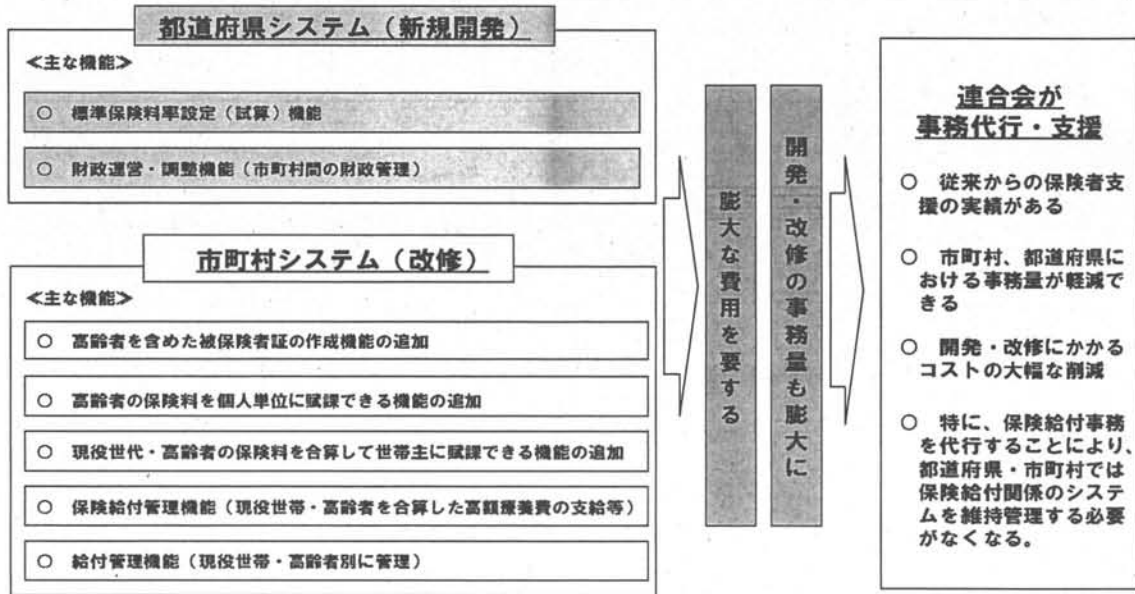 都道府県システム（新規開発）
≪主な機能≫
○ 標準保険料率設定（試算）機能
○ 財政運営・調整機能（市町村間の財政管理）
市町村システム（改修）
≪主な機能≫
○ 高齢者を含めた被保険者証の作成機能の追加
○ 高齢者の保険料を個人単位に賦課できる機能の追加
○ 現役世代・高齢者の保険料を合算して世帯主に賦課できる機能の追加
○ 保険給付管理機能（現役世帯・高齢者を合算した高額療養費の支給等）
○ 給付管理機能（現役世帯・高齢者別に管理）
開発・改修の事務量も膨大に
膨大な費用を要する
連合会が
事務代行・支援
○ 従来からの保険者支
援の実績がある
○ 市町村、都道府県に
おける事務量が軽減で
きる
○ 開発・改修にかかる
コストの大幅な削減
○ 特に、保険給付事務
を代行することにより、
都道府県・市町村では
保険給付関係のシステ
ムを維持管理する必要
がなくなる。